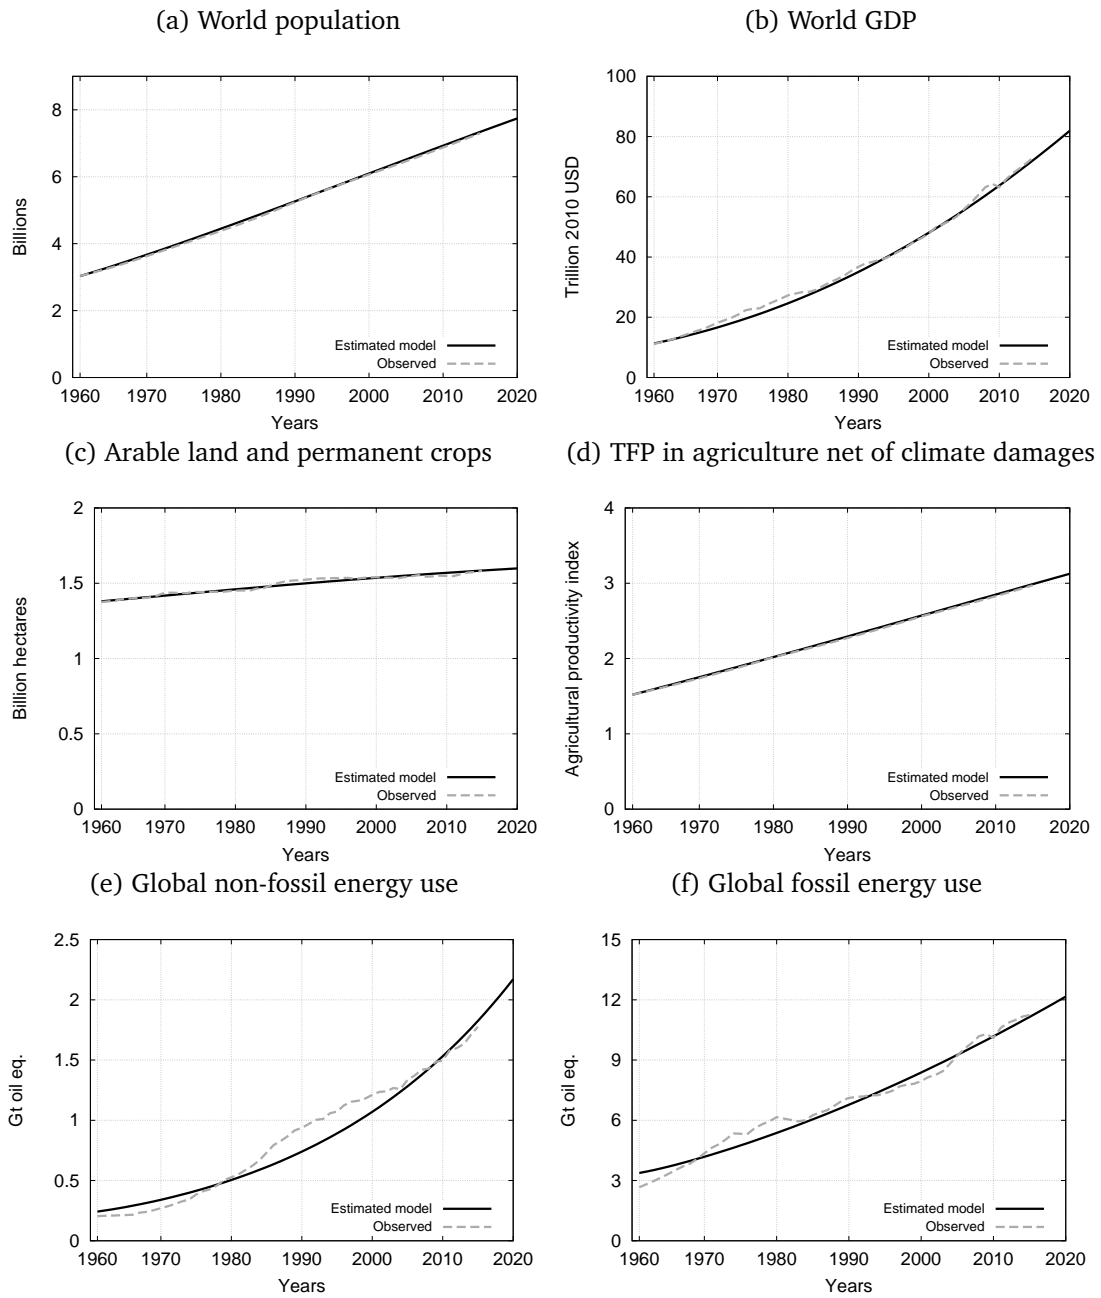 (a) World population
8
6
4
2
0
Billions
Estimated model
Observed
1960 1970 1980 1990 2000 2010 2020
Years
(b) World GDP
100
80
60
40
20
0
Trillion 2010 USD
Estimated model
Observed
1960 1970 1980 1990 2000 2010 2020
Years
(c) Arable land and permanent crops
2
1.5
1
0.5
0
Billion hectares
Estimated model
Observed
1960 1970 1980 1990 2000 2010 2020
Years
(d) TFP in agriculture net of climate damages
4
3
2
1
0
Agricultural productivity index
Estimated model
Observed
1960 1970 1980 1990 2000 2010 2020
Years
(e) Global non-fossil energy use
2.5
2
1.5
1
0.5
0
Gt oil eq.
Estimated model
Observed
1960 1970 1980 1990 2000 2010 2020
Years
(f) Global fossil energy use
15
12
9
6
3
0
Gt oil eq.
Estimated model
Observed
1960 1970 1980 1990 2000 2010 2020
Years